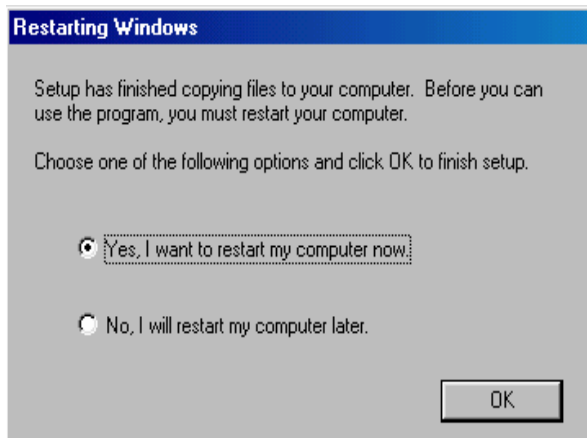 Restarting Windows
Setup has finished copying files to your computer.  Before you can
use the program, you must restart your computer.
Choose one of the following options and click OK to finish setup.
Yes, I want to restart my computer now.
No, I will restart my computer later.
OK